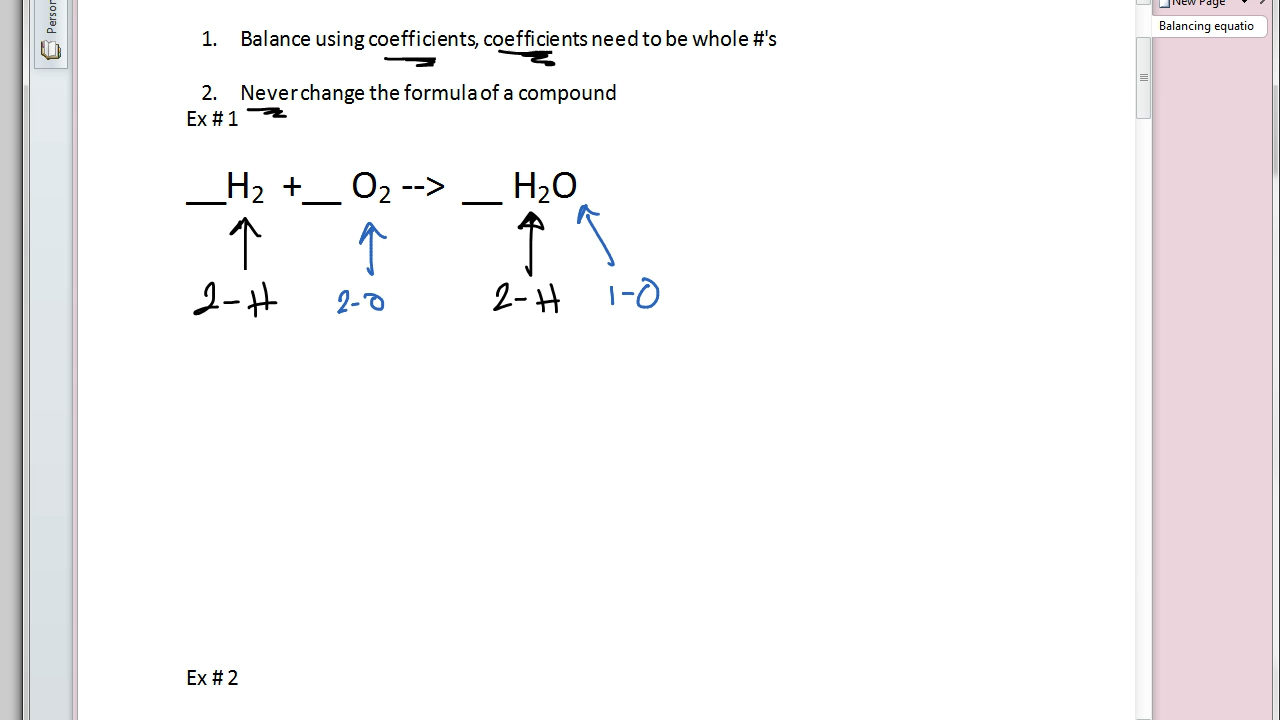 New Page
Person
Balancing equatio
1. Balance using coefficients, coefficients need to be whole #'s
2. Never change the formula of a compound
Ex # 1
__H₂ +__ O₂ --> __ H₂O
2-H 2-O 2-H 1-O
Ex # 2